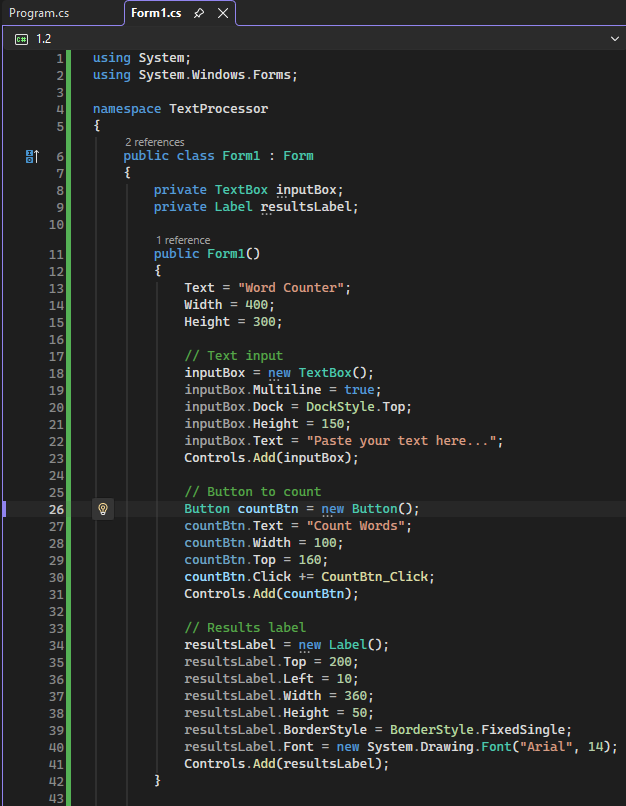 Program.cs Form1.cs
C# 1.2
1 using System;
2 using System.Windows.Forms;
3
4 namespace TextProcessor
5 {
2 references
6 public class Form1 : Form
7 {
8 private TextBox inputBox;
9 private Label resultsLabel;
10
1 reference
11 public Form1()
12 {
13 Text = "Word Counter";
14 Width = 400;
15 Height = 300;
16
17 // Text input
18 inputBox = new TextBox();
19 inputBox.Multiline = true;
20 inputBox.Dock = DockStyle.Top;
21 inputBox.Height = 150;
22 inputBox.Text = "Paste your text here...";
23 Controls.Add(inputBox);
24
25 // Button to count
26 Button countBtn = new Button();
27 countBtn.Text = "Count Words";
28 countBtn.Width = 100;
29 countBtn.Top = 160;
30 countBtn.Click += CountBtn_Click;
31 Controls.Add(countBtn);
32
33 // Results label
34 resultsLabel = new Label();
35 resultsLabel.Top = 200;
36 resultsLabel.Left = 10;
37 resultsLabel.Width = 360;
38 resultsLabel.Height = 50;
39 resultsLabel.BorderStyle = BorderStyle.FixedSingle;
40 resultsLabel.Font = new System.Drawing.Font("Arial", 14);
41 Controls.Add(resultsLabel);
42 }
43